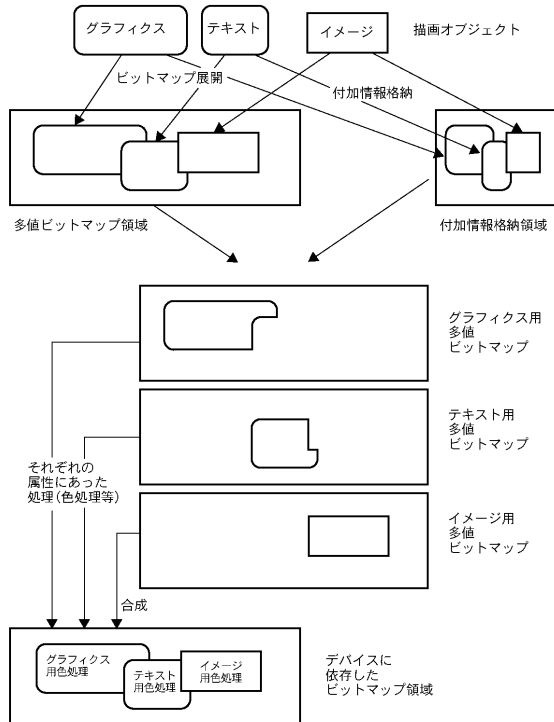 グラフィクス
テキスト
イメージ
描画オブジェクト
ビットマップ展開
付加情報格納
多値ビットマップ領域
付加情報格納領域
グラフィクス用
多値
ビットマップ
テキスト用
多値
ビットマップ
それぞれの
属性にあった
処理(色処理等)
イメージ用
多値
ビットマップ
合成
グラフィクス
用色処理
テキスト
用色処理
イメージ
用色処理
デバイスに
依存した
ビットマップ領域